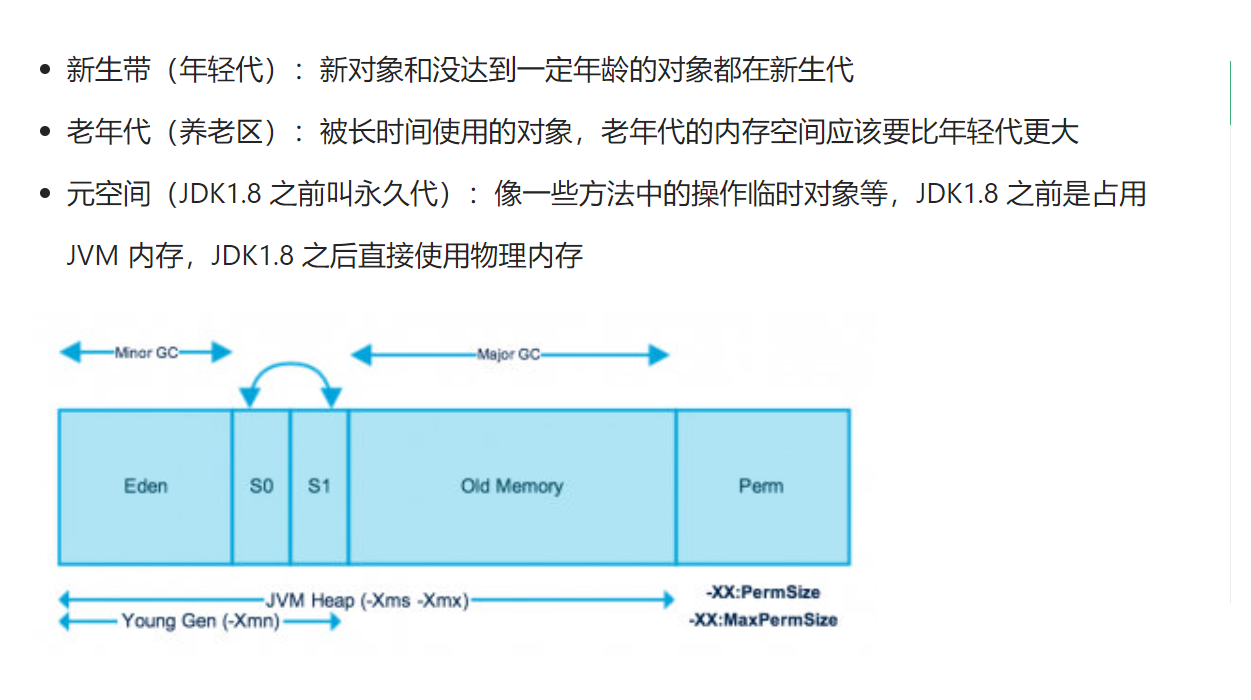 新生带（年轻代）：新对象和没达到一定年龄的对象都在新生代
老年代（养老区）：被长时间使用的对象，老年代的内存空间应该要比年轻代更大
元空间（JDK1.8 之前叫永久代）：像一些方法中的操作临时对象等，JDK1.8 之前是占用
JVM 内存，JDK1.8 之后直接使用物理内存
Minor GC
Major GC
Eden
S0
S1
Old Memory
Perm
JVM Heap (-Xms -Xmx)
Young Gen (-Xmn)
-XX:PermSize
-XX:MaxPermSize